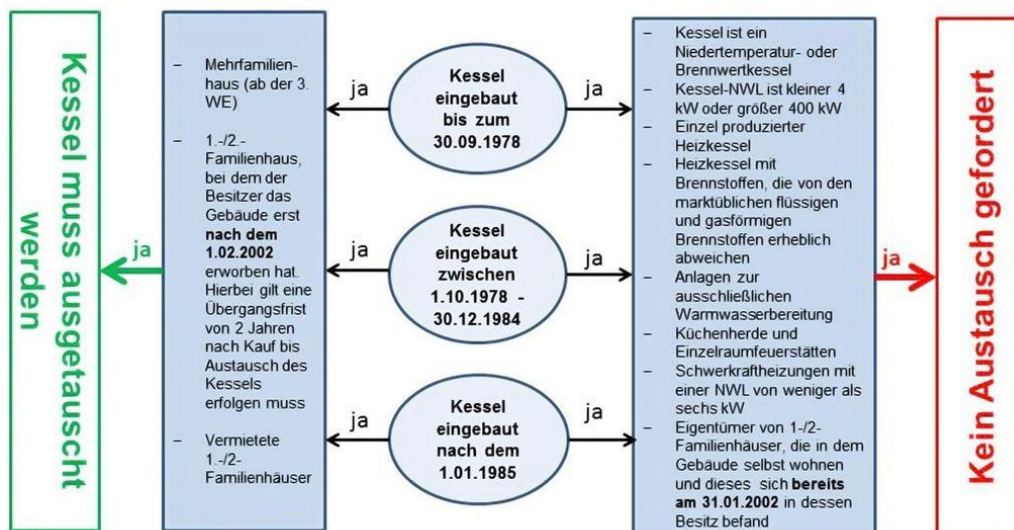 Kessel muss ausgetauscht
werden
ja
– Mehrfamilien-
haus (ab der 3.
WE)
– 1.-/2.-
Familienhaus,
bei dem der
Besitzer das
Gebäude erst
nach dem
1.02.2002
erworben hat.
Hierbei gilt eine
Übergangsfrist
von 2 Jahren
nach Kauf bis
Austausch des
Kessels
erfolgen muss
– Vermietete
1.-/2-
Familienhäuser
ja
Kessel
eingebaut
bis zum
30.09.1978
ja
ja
Kessel
eingebaut
zwischen
1.10.1978 -
30.12.1984
ja
ja
Kessel
eingebaut
nach dem
1.01.1985
ja
– Kessel ist ein
Niedertemperatur- oder
Brennwertkessel
– Kessel-NWL ist kleiner 4
kW oder größer 400 kW
– Einzel produzierter
Heizkessel
– Heizkessel mit
Brennstoffen, die von den
marktüblichen flüssigen
und gasförmigen
Brennstoffen erheblich
abweichen
– Anlagen zur
ausschließlichen
Warmwasserbereitung
– Küchenherde und
Einzelraumfeuerstätten
– Schwerkraftheizungen mit
einer NWL von weniger als
sechs kW
– Eigentümer von 1-/2-
Familienhäuser, die in dem
Gebäude selbst wohnen
und dieses sich bereits
am 31.01.2002 in dessen
Besitz befand
ja
Kein Austausch gefordert